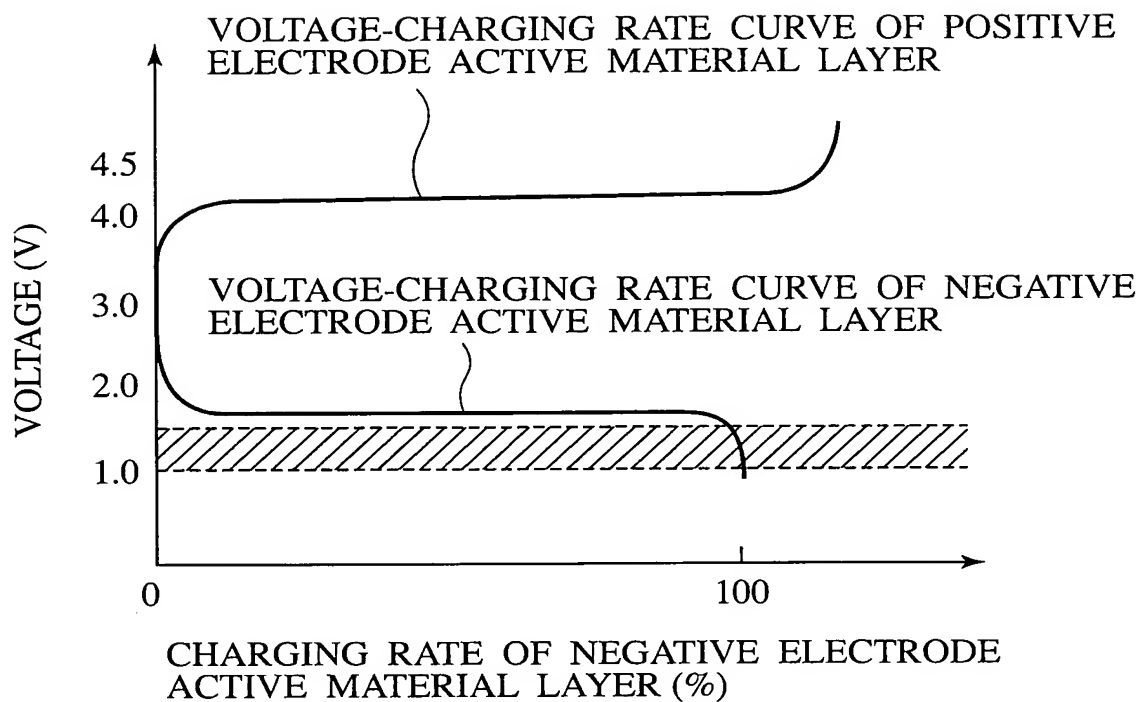 VOLTAGE-CHARGING RATE CURVE OF POSITIVE
ELECTRODE ACTIVE MATERIAL LAYER
4.5
4.0
VOLTAGE-CHARGING RATE CURVE OF NEGATIVE
ELECTRODE ACTIVE MATERIAL LAYER
3.0
2.0
1.0
VOLTAGE (V)
0
100
CHARGING RATE OF NEGATIVE ELECTRODE
ACTIVE MATERIAL LAYER (%)